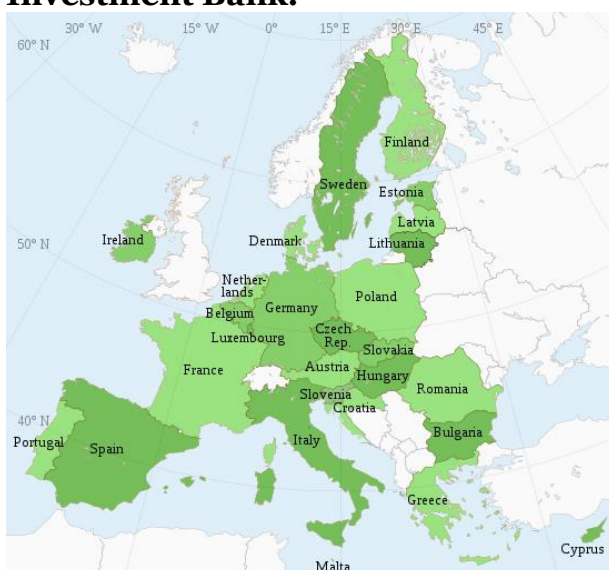 Investment Bank.
30° W
15° W
0°
15° E
30° E
45° E
60° N
Finland
Sweden
Estonia
Latvia
Lithuania
Ireland
Denmark
50° N
Nether-
lands
Belgium
Germany
Poland
Luxembourg
Czech
Rep.
Slovakia
France
Austria
Hungary
Slovenia
Croatia
Romania
40° N
Portugal
Spain
Italy
Bulgaria
Greece
Cyprus
Malta